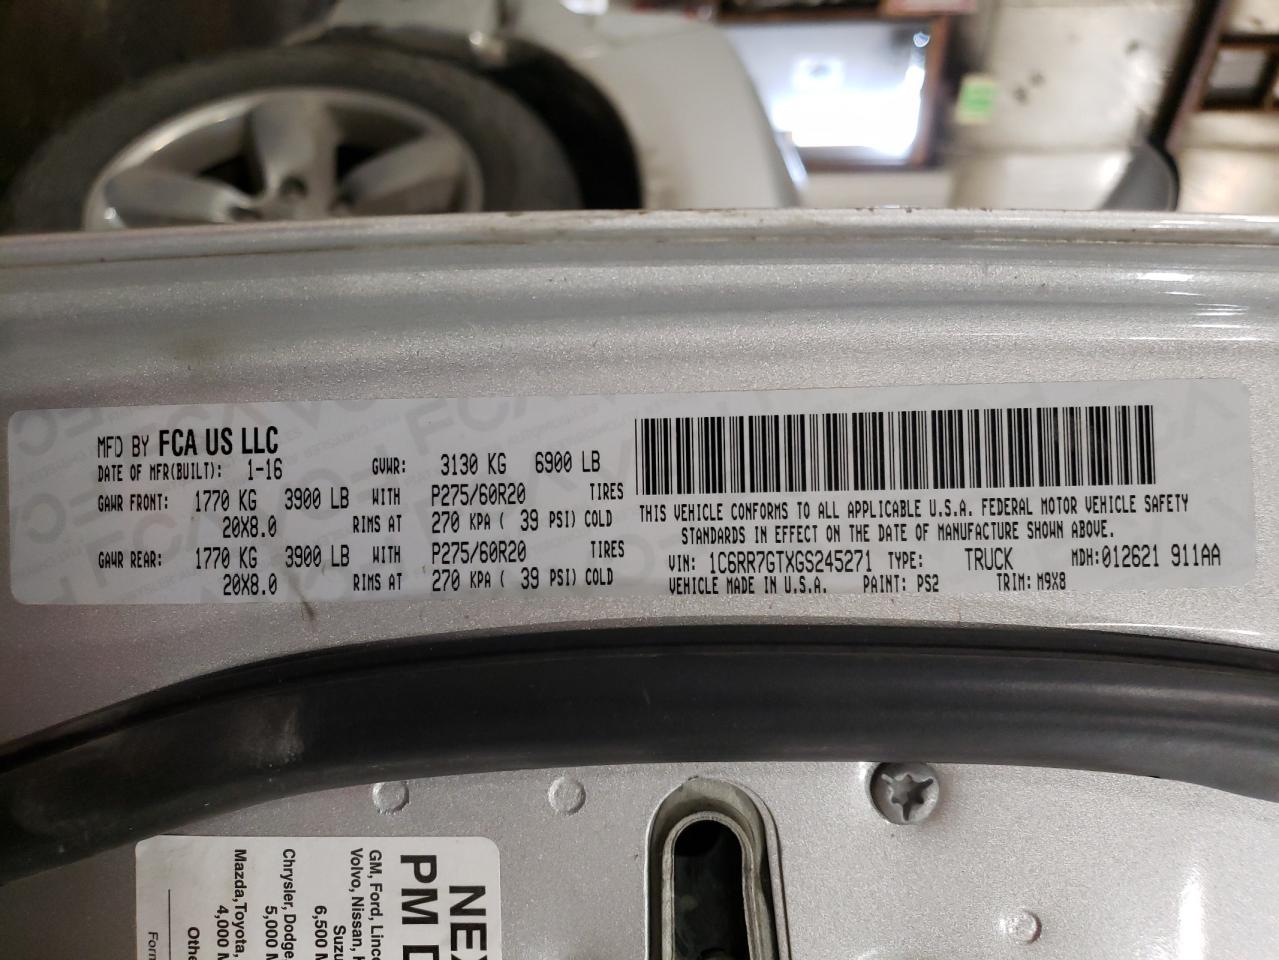 MFD BY FCA US LLC
DATE OF MFR(BUILT): 1-16 GVWR: 3130 KG 6900 LB
GAWR FRONT: 1770 KG 3900 LB WITH P275/60R20 TIRES
20X8.0 RIMS AT 270 KPA ( 39 PSI) COLD
GAWR REAR: 1770 KG 3900 LB WITH P275/60R20 TIRES
20X8.0 RIMS AT 270 KPA ( 39 PSI) COLD
THIS VEHICLE CONFORMS TO ALL APPLICABLE U.S.A. FEDERAL MOTOR VEHICLE SAFETY
STANDARDS IN EFFECT ON THE DATE OF MANUFACTURE SHOWN ABOVE.
VIN: 1C6RR7GTXGS245271 TYPE: TRUCK MDH:012621 911AA
VEHICLE MADE IN U.S.A. PAINT: PS2 TRIM: M9X8
PM
GM, Ford,
Volvo, Nissan,
6,500
Chrysler, Dodge,
5,000
Mazda, Toyota,
4,000